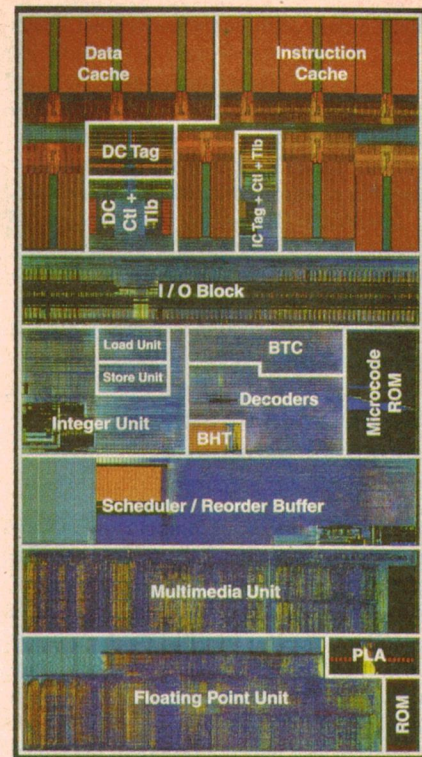 Data
Cache
Instruction
Cache
DC Tag
DC
Ctl +
Tlb
IC Tag + Ctl + Tlb
I / O Block
Load Unit
Store Unit
Integer Unit
BTC
Decoders
BHT
Microcode
ROM
Scheduler / Reorder Buffer
Multimedia Unit
PLA
Floating Point Unit
ROM